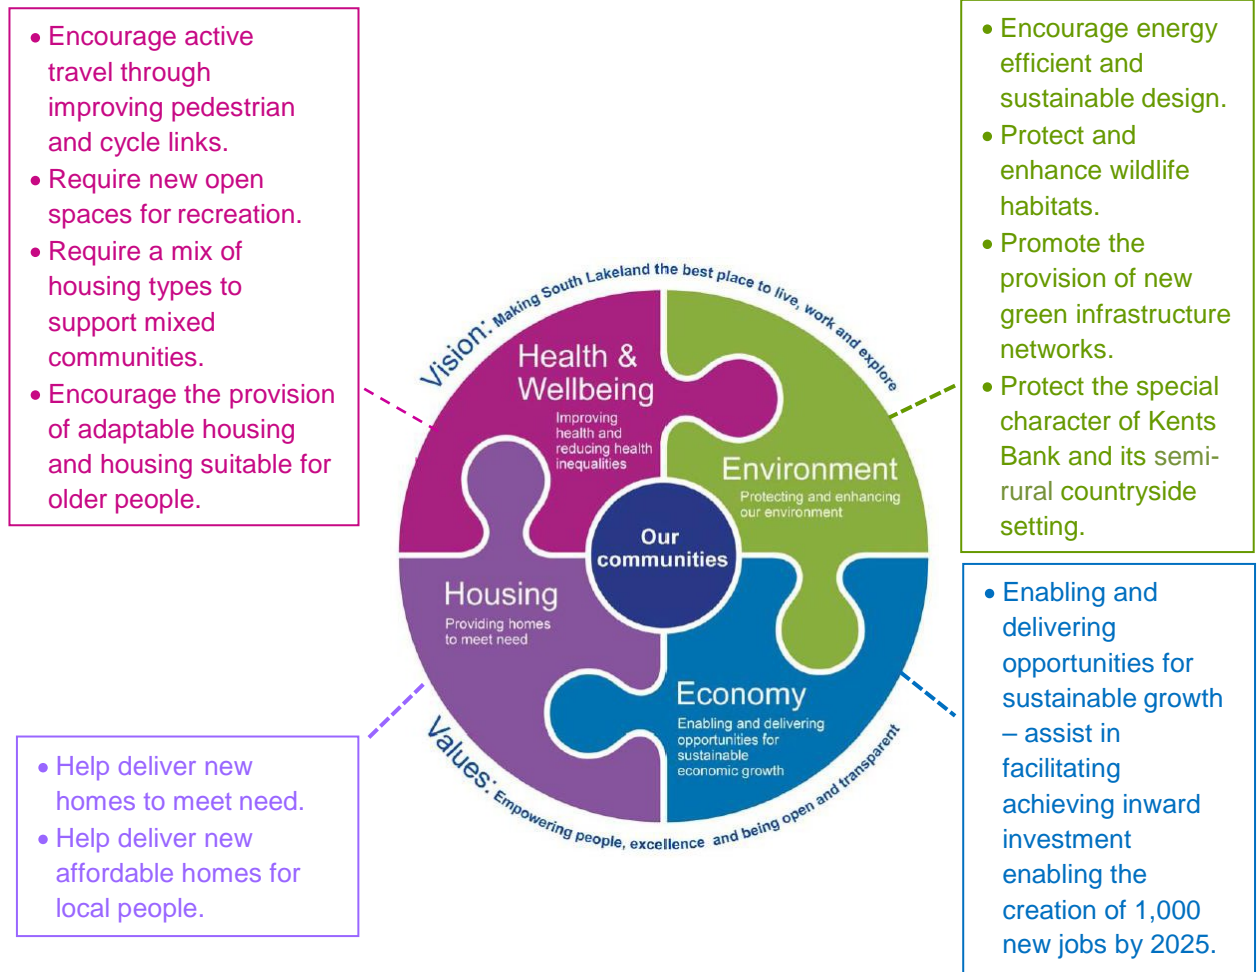 • Encourage active
travel through
improving pedestrian
and cycle links.
• Require new open
spaces for recreation.
• Require a mix of
housing types to
support mixed
communities.
• Encourage the provision
of adaptable housing
and housing suitable for
older people.
• Encourage energy
efficient and
sustainable design.
• Protect and
enhance wildlife
habitats.
• Promote the
provision of new
green infrastructure
networks.
• Protect the special
character of Kents
Bank and its semi-
rural countryside
setting.
Vision: Making South Lakeland the best place to live, work and explore
Health &
Wellbeing
Improving
health and
reducing health
inequalities
Environment
Protecting and enhancing
our environment
Our
communities
Housing
Providing homes
to meet need
Economy
Enabling and delivering
opportunities for
sustainable
economic growth
Values: Empowering people, excellence and being open and transparent
• Help deliver new
homes to meet need.
• Help deliver new
affordable homes for
local people.
• Enabling and
delivering
opportunities for
sustainable growth
– assist in
facilitating
achieving inward
investment
enabling the
creation of 1,000
new jobs by 2025.